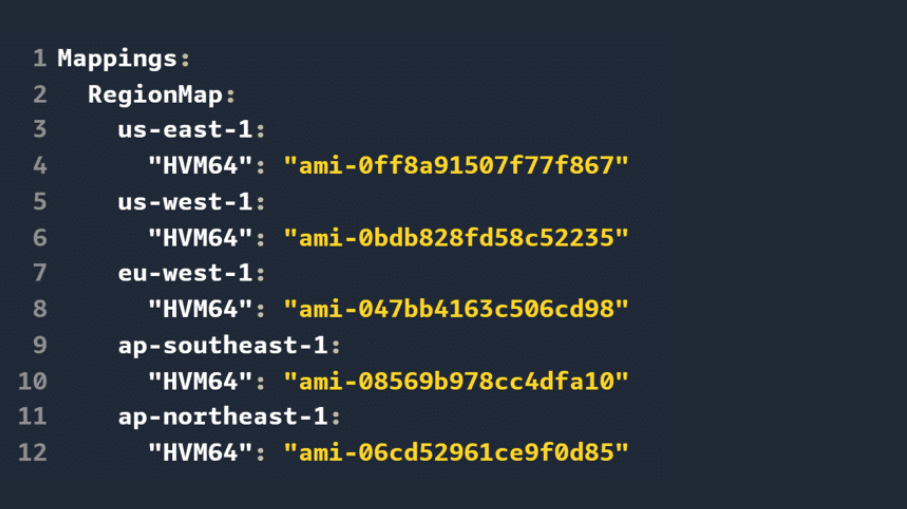 1 Mappings:
2   RegionMap:
3     us-east-1:
4       "HVM64": "ami-0ff8a91507f77f867"
5     us-west-1:
6       "HVM64": "ami-0bdb828fd58c52235"
7     eu-west-1:
8       "HVM64": "ami-047bb4163c506cd98"
9     ap-southeast-1:
10       "HVM64": "ami-08569b978cc4dfa10"
11     ap-northeast-1:
12       "HVM64": "ami-06cd52961ce9f0d85"